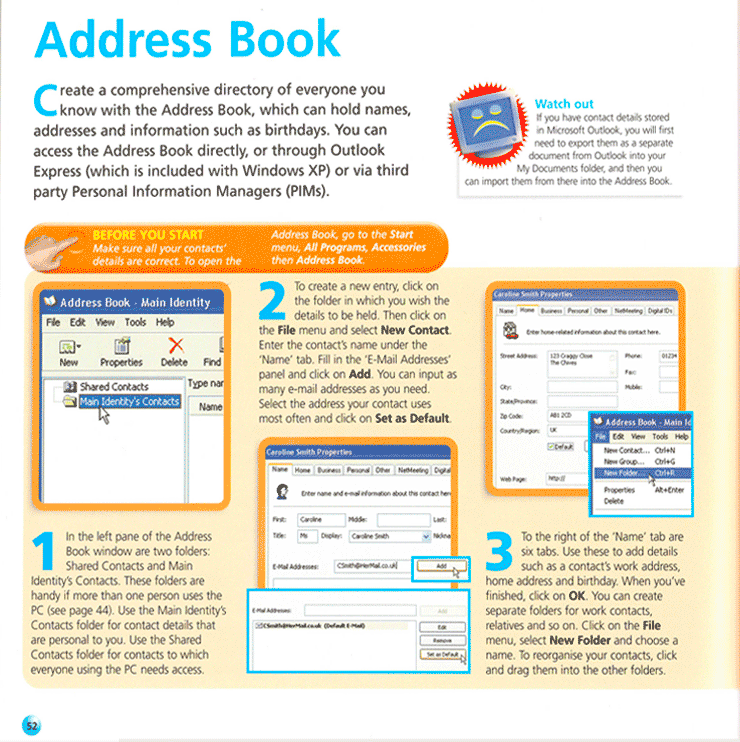 Address Book
Create a comprehensive directory of everyone you
know with the Address Book, which can hold names,
addresses and information such as birthdays. You can
access the Address Book directly, or through Outlook
Express (which is included with Windows XP) or via third
party Personal Information Managers (PIMs).
Watch out
If you have contact details stored
in Microsoft Outlook, you will first
need to export them as a separate
document from Outlook into your
My Documents folder, and then you
can import them from there into the Address Book.
BEFORE YOU START
Make sure all your contacts'
details are correct. To open the
Address Book, go to the Start
menu, All Programs, Accessories
then Address Book.
Address Book - Main Identity
File Edit View Tools Help
New Properties Delete Find
Shared Contacts
Main Identity's Contacts
Type nar
Name
1 In the left pane of the Address
Book window are two folders:
Shared Contacts and Main
Identity's Contacts. These folders are
handy if more than one person uses the
PC (see page 44). Use the Main Identity's
Contacts folder for contact details that
are personal to you. Use the Shared
Contacts folder for contacts to which
everyone using the PC needs access.
2 To create a new entry, click on
the folder in which you wish the
details to be held. Then click on
the File menu and select New Contact.
Enter the contact's name under the
'Name' tab. Fill in the 'E-Mail Addresses'
panel and click on Add. You can input as
many e-mail addresses as you need.
Select the address your contact uses
most often and click on Set as Default.
Caroline Smith Properties
Name Home Business Personal Other NetMeeting Digital
Enter name and e-mail information about this contact her
First: Caroline Middle: Last:
Title: Ms Display: Caroline Smith Nickna
E-Mail Addresses: CSmith@HerMail.co.uk Add
E-Mail Addresses: Add
CSmith@HerMail.co.uk (Default E-Mail) Edit
Remove
Set as Default
Caroline Smith Properties
Name Home Business Personal Other NetMeeting Digital IDs
Enter home-related information about this contact here.
Street Address: 123 Craggy Close Phone: 01234
The Chives
Fax:
City: Mobile:
State/Province:
Zip Code: AB1 2CD
Country/Region: UK
Default
Web Page: http://
Address Book - Main Id
File Edit View Tools Help
New Contact... Ctrl+N
New Group... Ctrl+G
New Folder... Ctrl+R
Properties Alt+Enter
Delete
3 To the right of the 'Name' tab are
six tabs. Use these to add details
such as a contact's work address,
home address and birthday. When you've
finished, click on OK. You can create
separate folders for work contacts,
relatives and so on. Click on the File
menu, select New Folder and choose a
name. To reorganise your contacts, click
and drag them into the other folders.
52